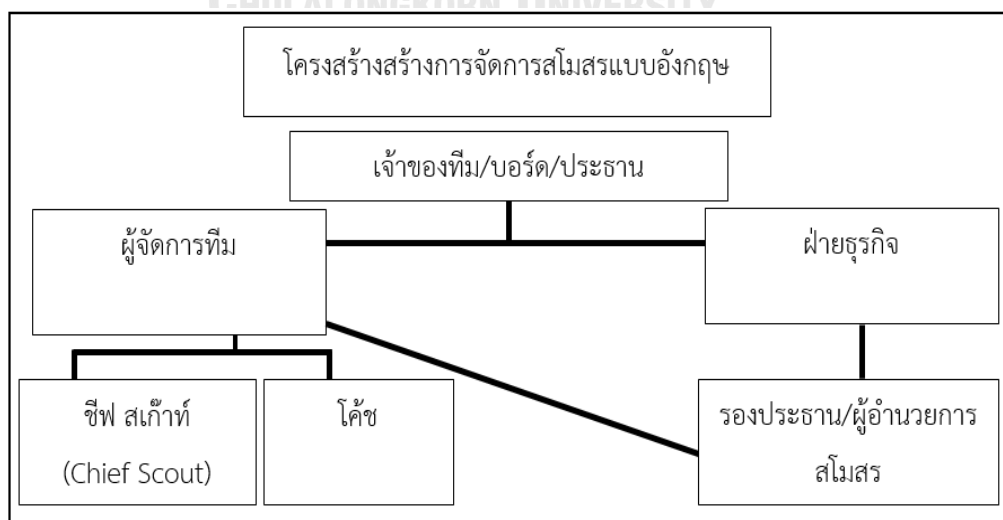 CHULALONGKORN UNIVERSITY
โครงสร้างสร้างการจัดการสโมสรแบบอังกฤษ
เจ้าของทีม/บอร์ด/ประธาน
ผู้จัดการทีม
ฝ่ายธุรกิจ
ชีฟ สเก๊าท์
(Chief Scout)
โค้ช
รองประธาน/ผู้อำนวยการ
สโมสร